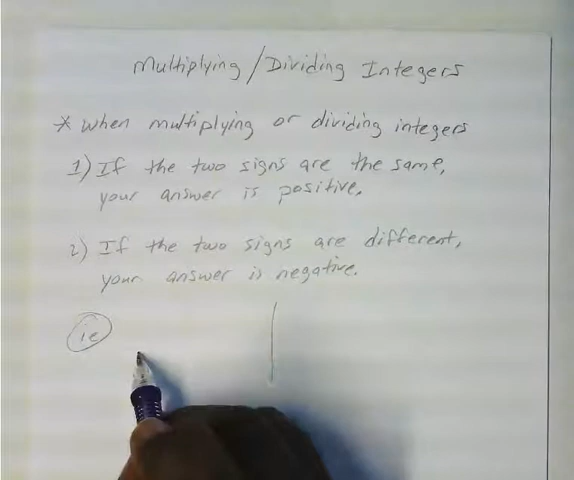 Multiplying/Dividing Integers
* When multiplying or dividing integers
1) If the two signs are the same,
your answer is positive.
2) If the two signs are different,
your answer is negative.
ie